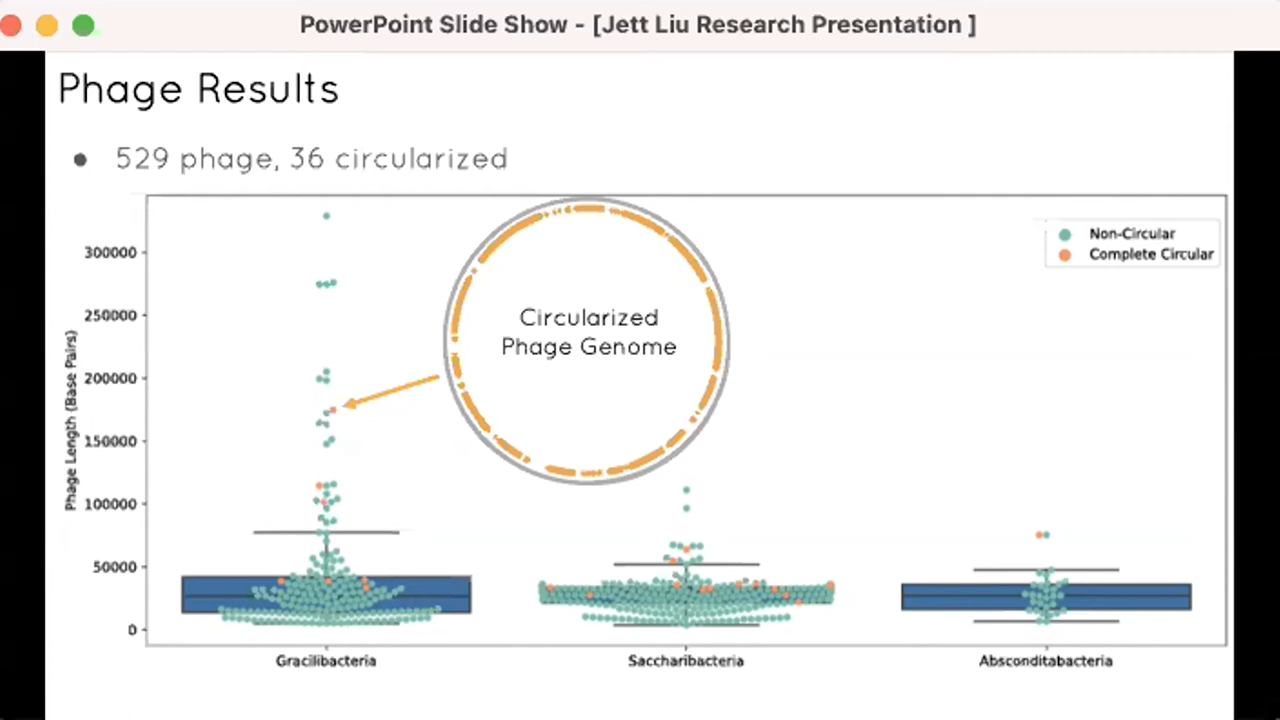 PowerPoint Slide Show - [Jett Liu Research Presentation ]
Phage Results
● 529 phage, 36 circularized
Circularized
Phage Genome
Non-Circular
Complete Circular
Phage Length (Base Pairs)
300000
250000
200000
150000
100000
50000
0
Gracilibacteria
Saccharibacteria
Absconditabacteria